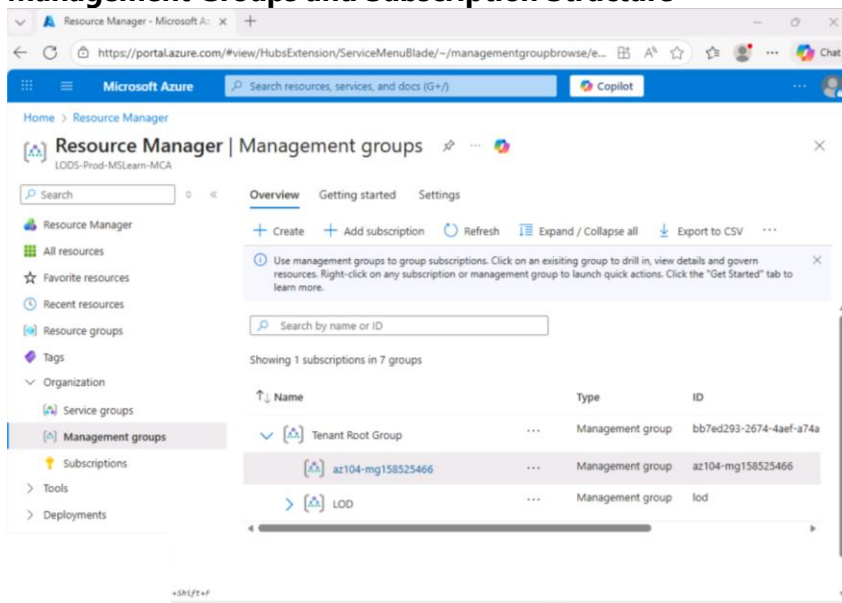 Management Groups and Subscription Structure
Resource Manager - Microsoft Az
https://portal.azure.com/#view/HubsExtension/ServiceMenuBlade/~/managementgroupbrowse/e...
Chat
Microsoft Azure
Search resources, services, and docs (G+/)
Copilot
Home > Resource Manager
Resource Manager | Management groups
LODS-Prod-MSLearn-MCA
Search
Overview Getting started Settings
Resource Manager
All resources
Favorite resources
Recent resources
Resource groups
Tags
Organization
Service groups
Management groups
Subscriptions
Tools
Deployments
+ Create + Add subscription Refresh Expand / Collapse all Export to CSV ...
Use management groups to group subscriptions. Click on an exisiting group to drill in, view details and govern
resources. Right-click on any subscription or management group to launch quick actions. Click the "Get Started" tab to
learn more.
Search by name or ID
Showing 1 subscriptions in 7 groups
Name Type ID
Tenant Root Group ... Management group bb7ed293-2674-4aef-a74a
az104-mg158525466 ... Management group az104-mg158525466
LOD ... Management group lod
+Shift+F